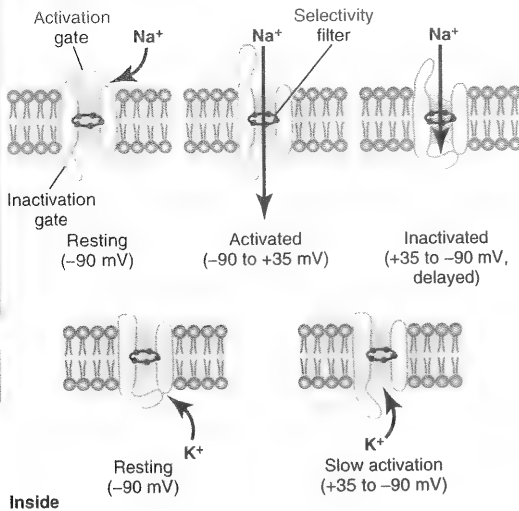 Activation
gate
Na+
Selectivity
filter
Na+
Inactivation
gate
Resting
(−90 mV)
Activated
(−90 to +35 mV)
Inactivated
(+35 to −90 mV,
delayed)
K+
Resting
(−90 mV)
K+
Slow activation
(+35 to −90 mV)
Inside